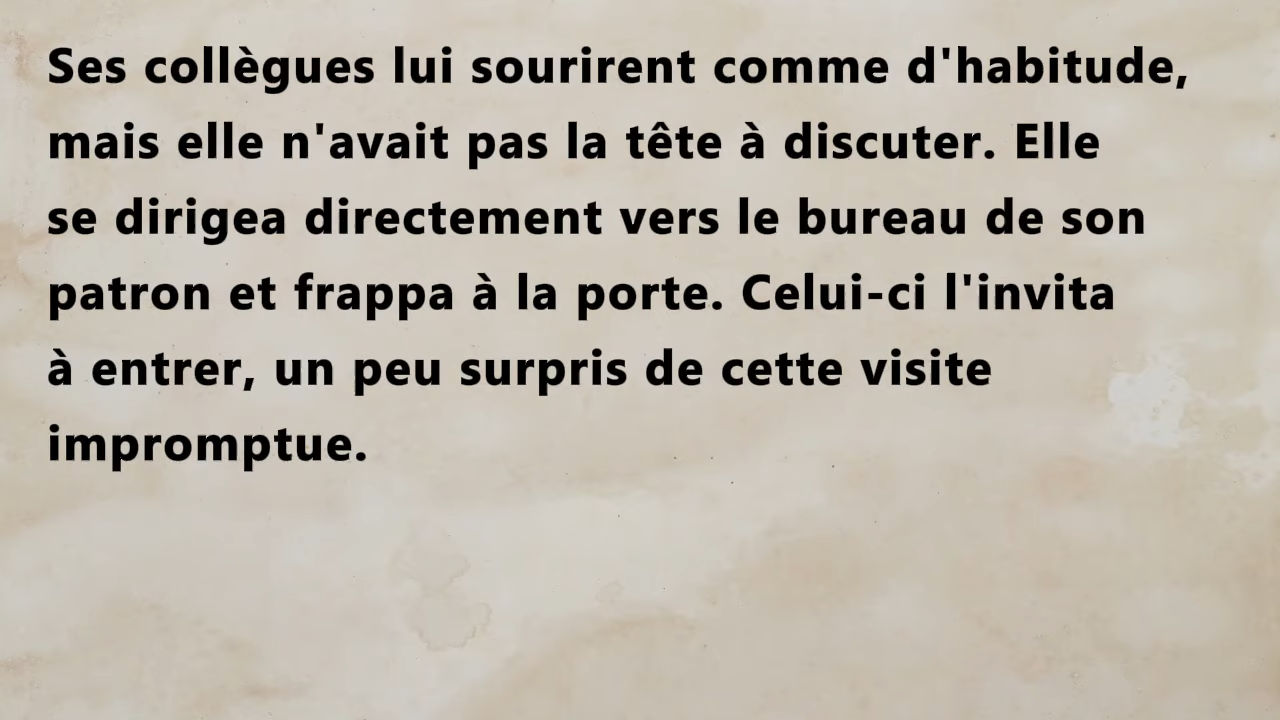 Ses collègues lui sourirent comme d'habitude,
mais elle n'avait pas la tête à discuter. Elle
se dirigea directement vers le bureau de son
patron et frappa à la porte. Celui-ci l'invita
à entrer, un peu surpris de cette visite
impromptue.